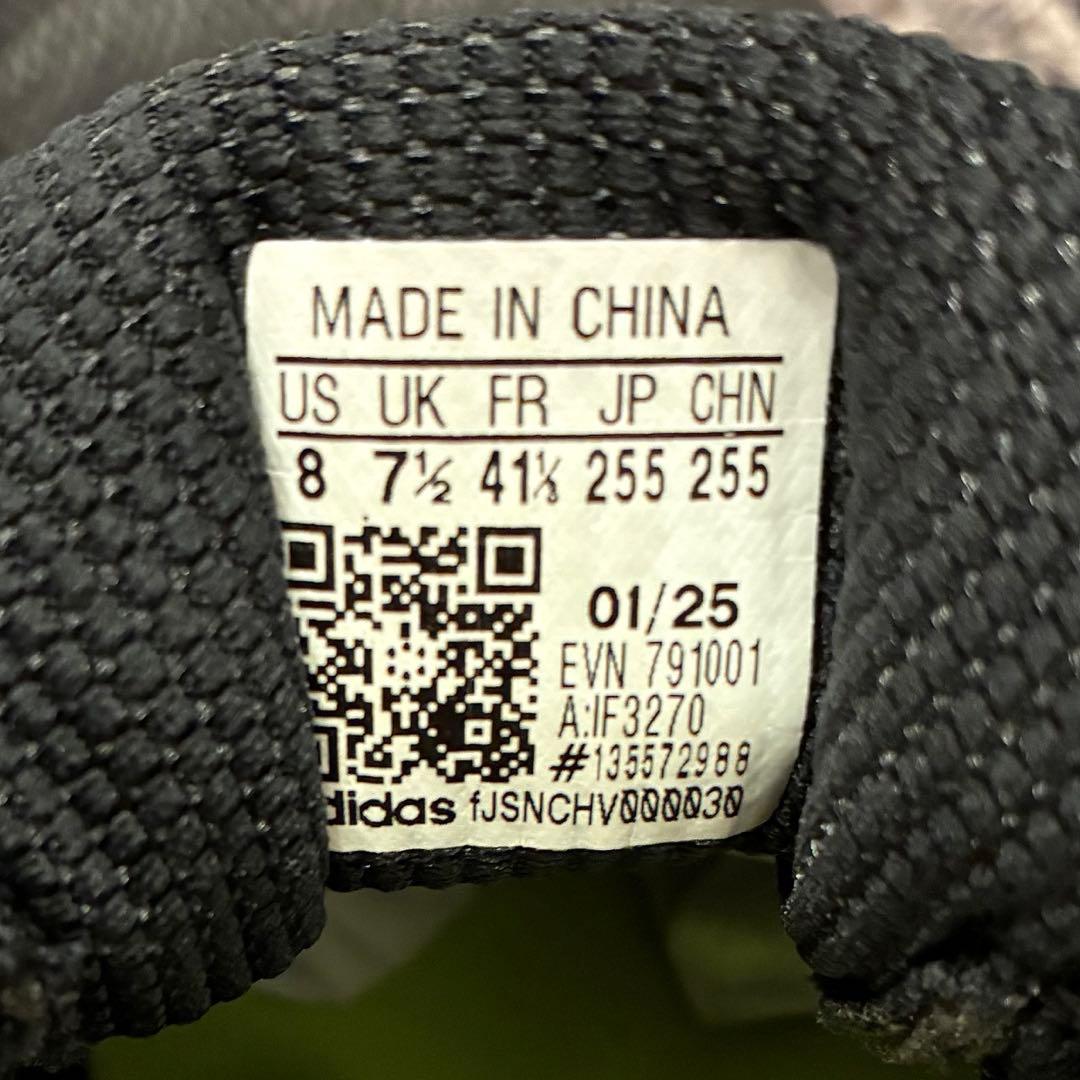 MADE IN CHINA
US UK FR JP CHN
8 7½ 41⅓ 255 255
01/25
EVN 791001
A:IF3270
#135572988
adidas fJSNCHV000030